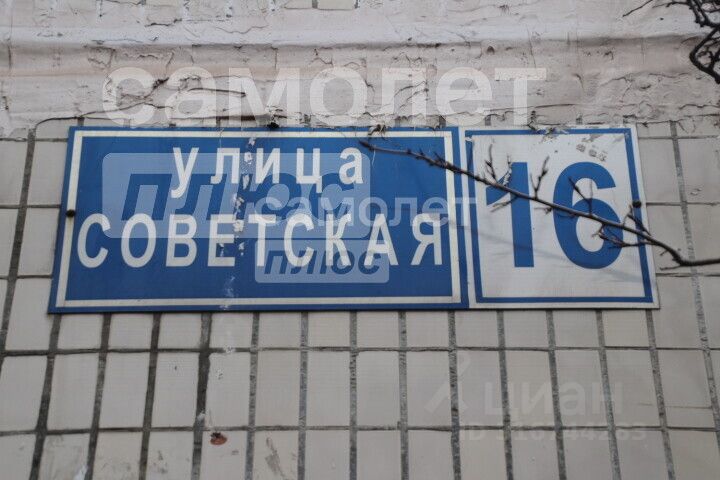 самолет
улица
СОВЕТСКАЯ
16
плюс
самолет
плюс
циан